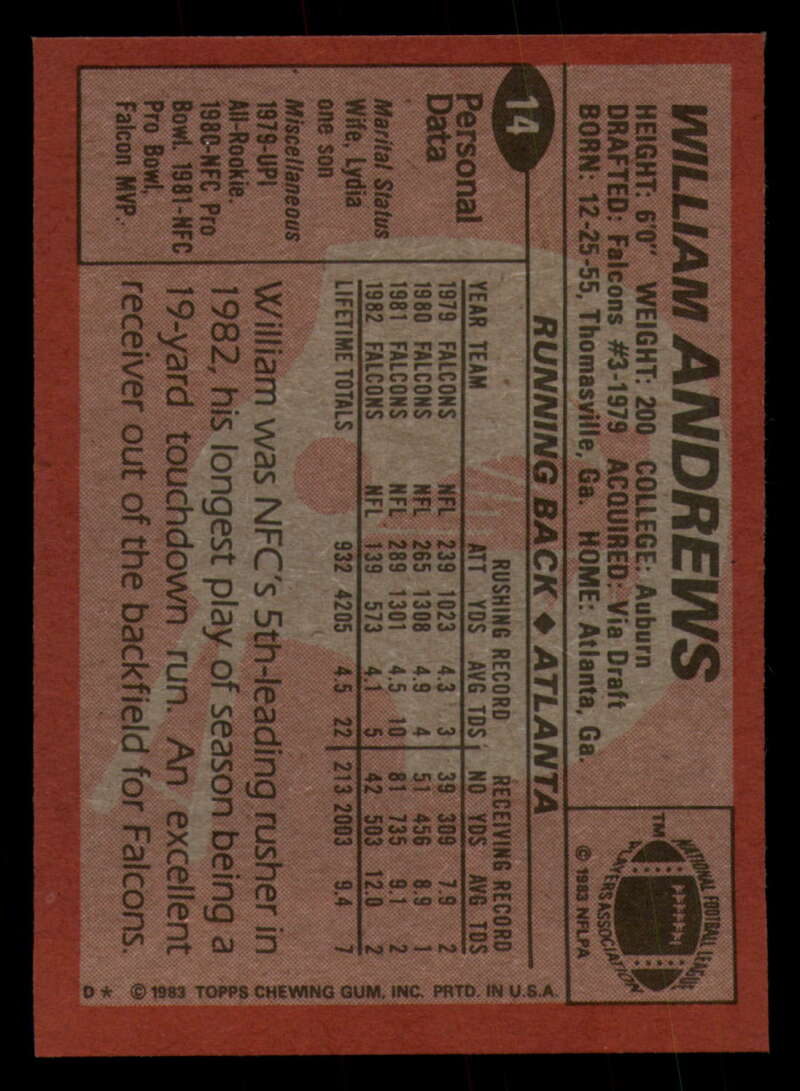 WILLIAM ANDREWS
HEIGHT: 6'0" WEIGHT: 200 COLLEGE: Auburn
DRAFTED: Falcons #3-1979 ACQUIRED: Via Draft
BORN: 12-25-55, Thomasville, Ga. HOME: Atlanta, Ga.
TM
NATIONAL FOOTBALL LEAGUE
PLAYERS ASSOCIATION
© 1983 NFLPA
14
RUNNING BACK ◆ ATLANTA
Personal
Data
Marital Status
Wife, Lydia
one son
Miscellaneous
1979-UPI
All-Rookie.
1980-NFC Pro
Bowl. 1981-NFC
Pro Bowl,
Falcon MVP.
RUSHING RECORD RECEIVING RECORD
YEAR TEAM ATT YDS AVG TDS NO YDS AVG TDS
1979 FALCONS NFL 239 1023 4.3 3 39 309 7.9 2
1980 FALCONS NFL 265 1308 4.9 4 51 456 8.9 1
1981 FALCONS NFL 289 1301 4.5 10 81 735 9.1 2
1982 FALCONS NFL 139 573 4.1 5 42 503 12.0 2
LIFETIME TOTALS 932 4205 4.5 22 213 2003 9.4 7
William was NFC's 5th-leading rusher in
1982, his longest play of season being a
19-yard touchdown run. An excellent
receiver out of the backfield for Falcons.
D* © 1983 TOPPS CHEWING GUM, INC. PRTD. IN U.S.A.